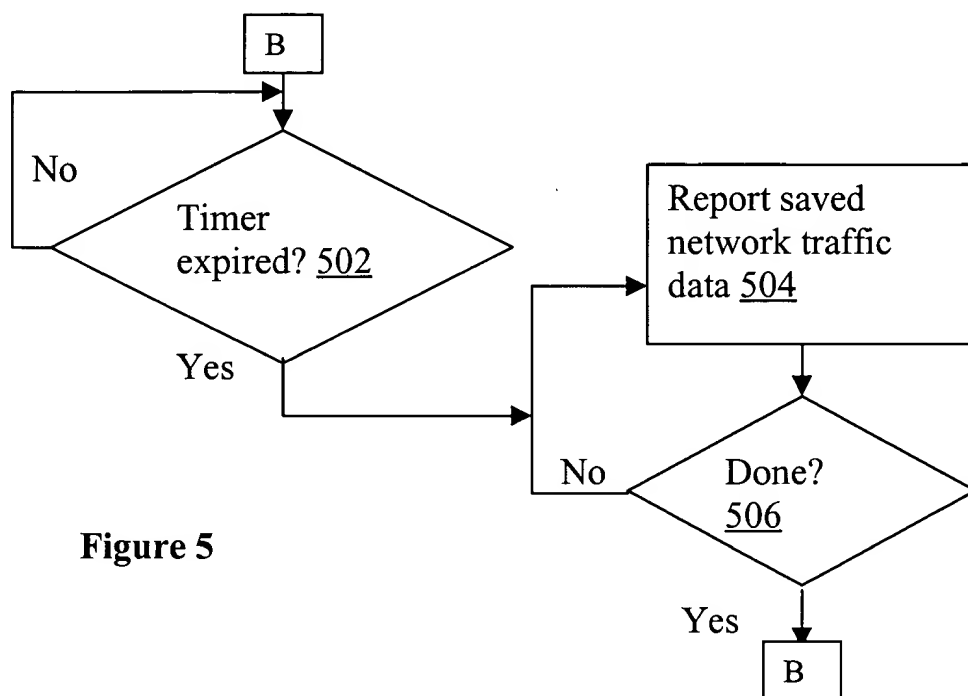 B
No
Timer
expired? 502
Yes
Report saved
network traffic
data 504
No
Done?
506
Yes
B
Figure 5